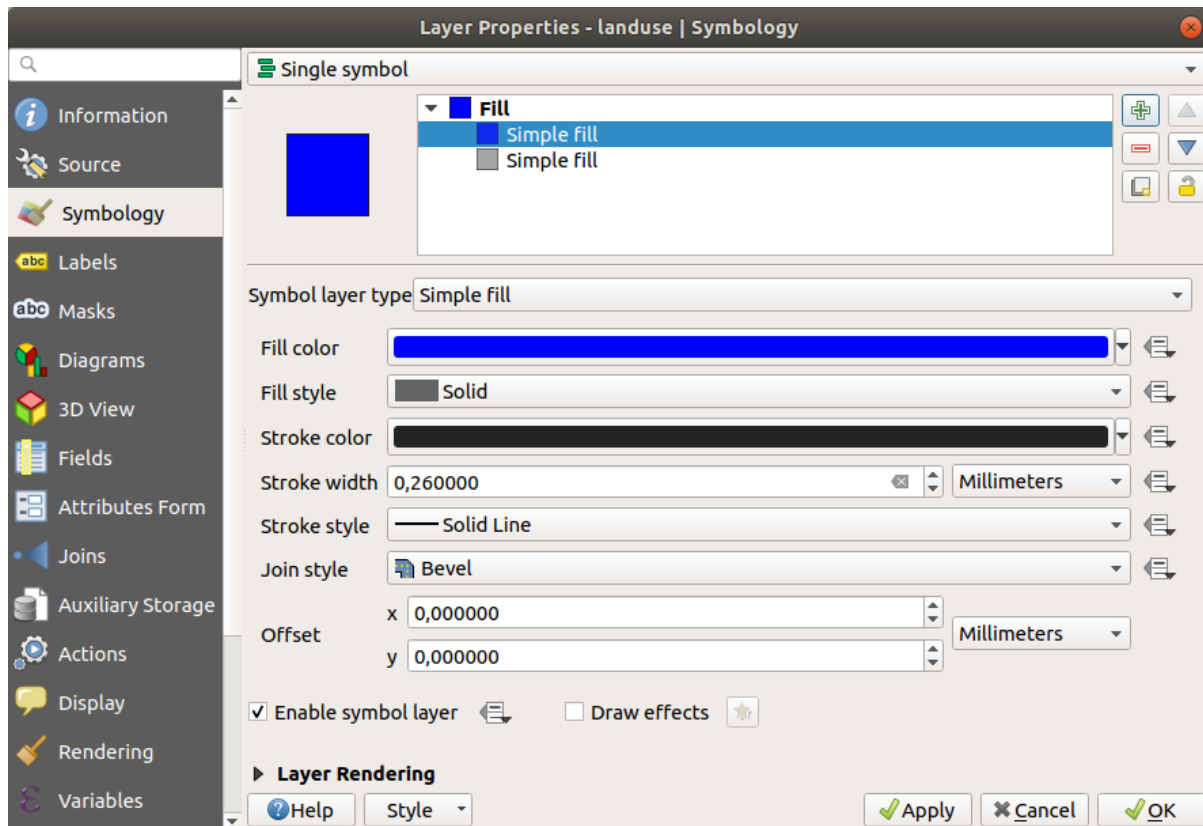 Layer Properties - landuse | Symbology
Information
Source
Symbology
abc Labels
abc Masks
Diagrams
3D View
Fields
Attributes Form
Joins
Auxiliary Storage
Actions
Display
Rendering
Variables
Single symbol
Fill
Simple fill
Simple fill
Symbol layer type Simple fill
Fill color
Fill style Solid
Stroke color
Stroke width 0,260000 Millimeters
Stroke style Solid Line
Join style Bevel
Offset x 0,000000 Millimeters
y 0,000000
Enable symbol layer Draw effects
Layer Rendering
Help Style Apply Cancel OK